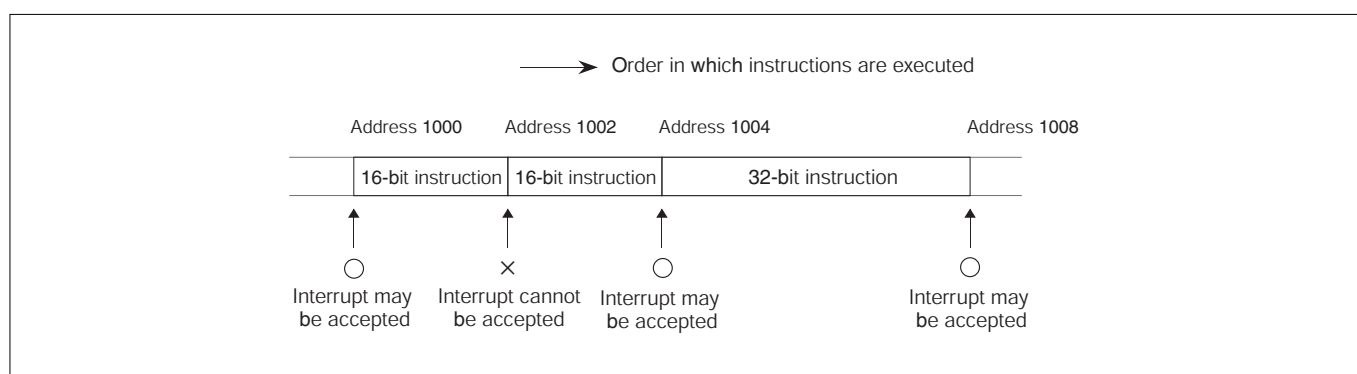 Order in which instructions are executed
Address 1000 Address 1002 Address 1004 Address 1008
16-bit instruction 16-bit instruction 32-bit instruction
Interrupt may
be accepted
Interrupt cannot
be accepted
Interrupt may
be accepted
Interrupt may
be accepted